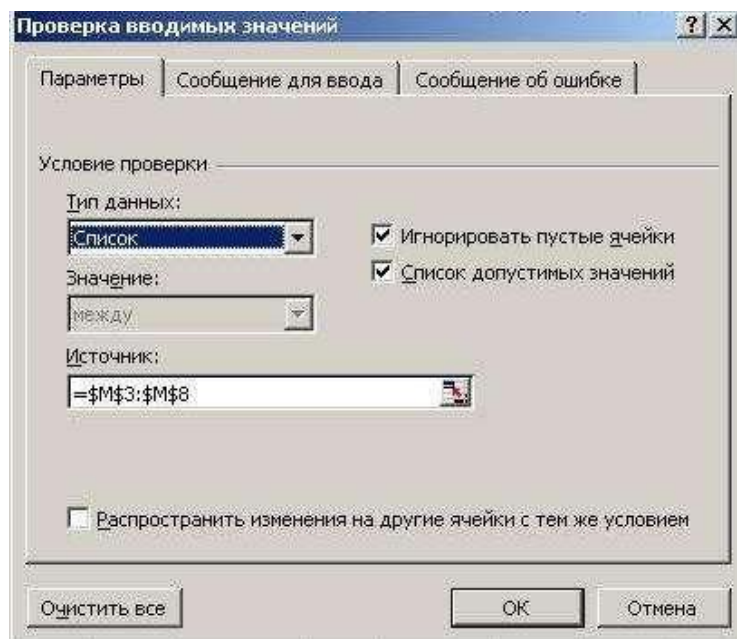 Проверка вводимых значений
Параметры
Сообщение для ввода
Сообщение об ошибке
Условие проверки
Тип данных:
Список
Игнорировать пустые ячейки
Значение:
Список допустимых значений
между
Источник:
=$M$3:$M$8
Распространить изменения на другие ячейки с тем же условием
Очистить все
ОК
Отмена